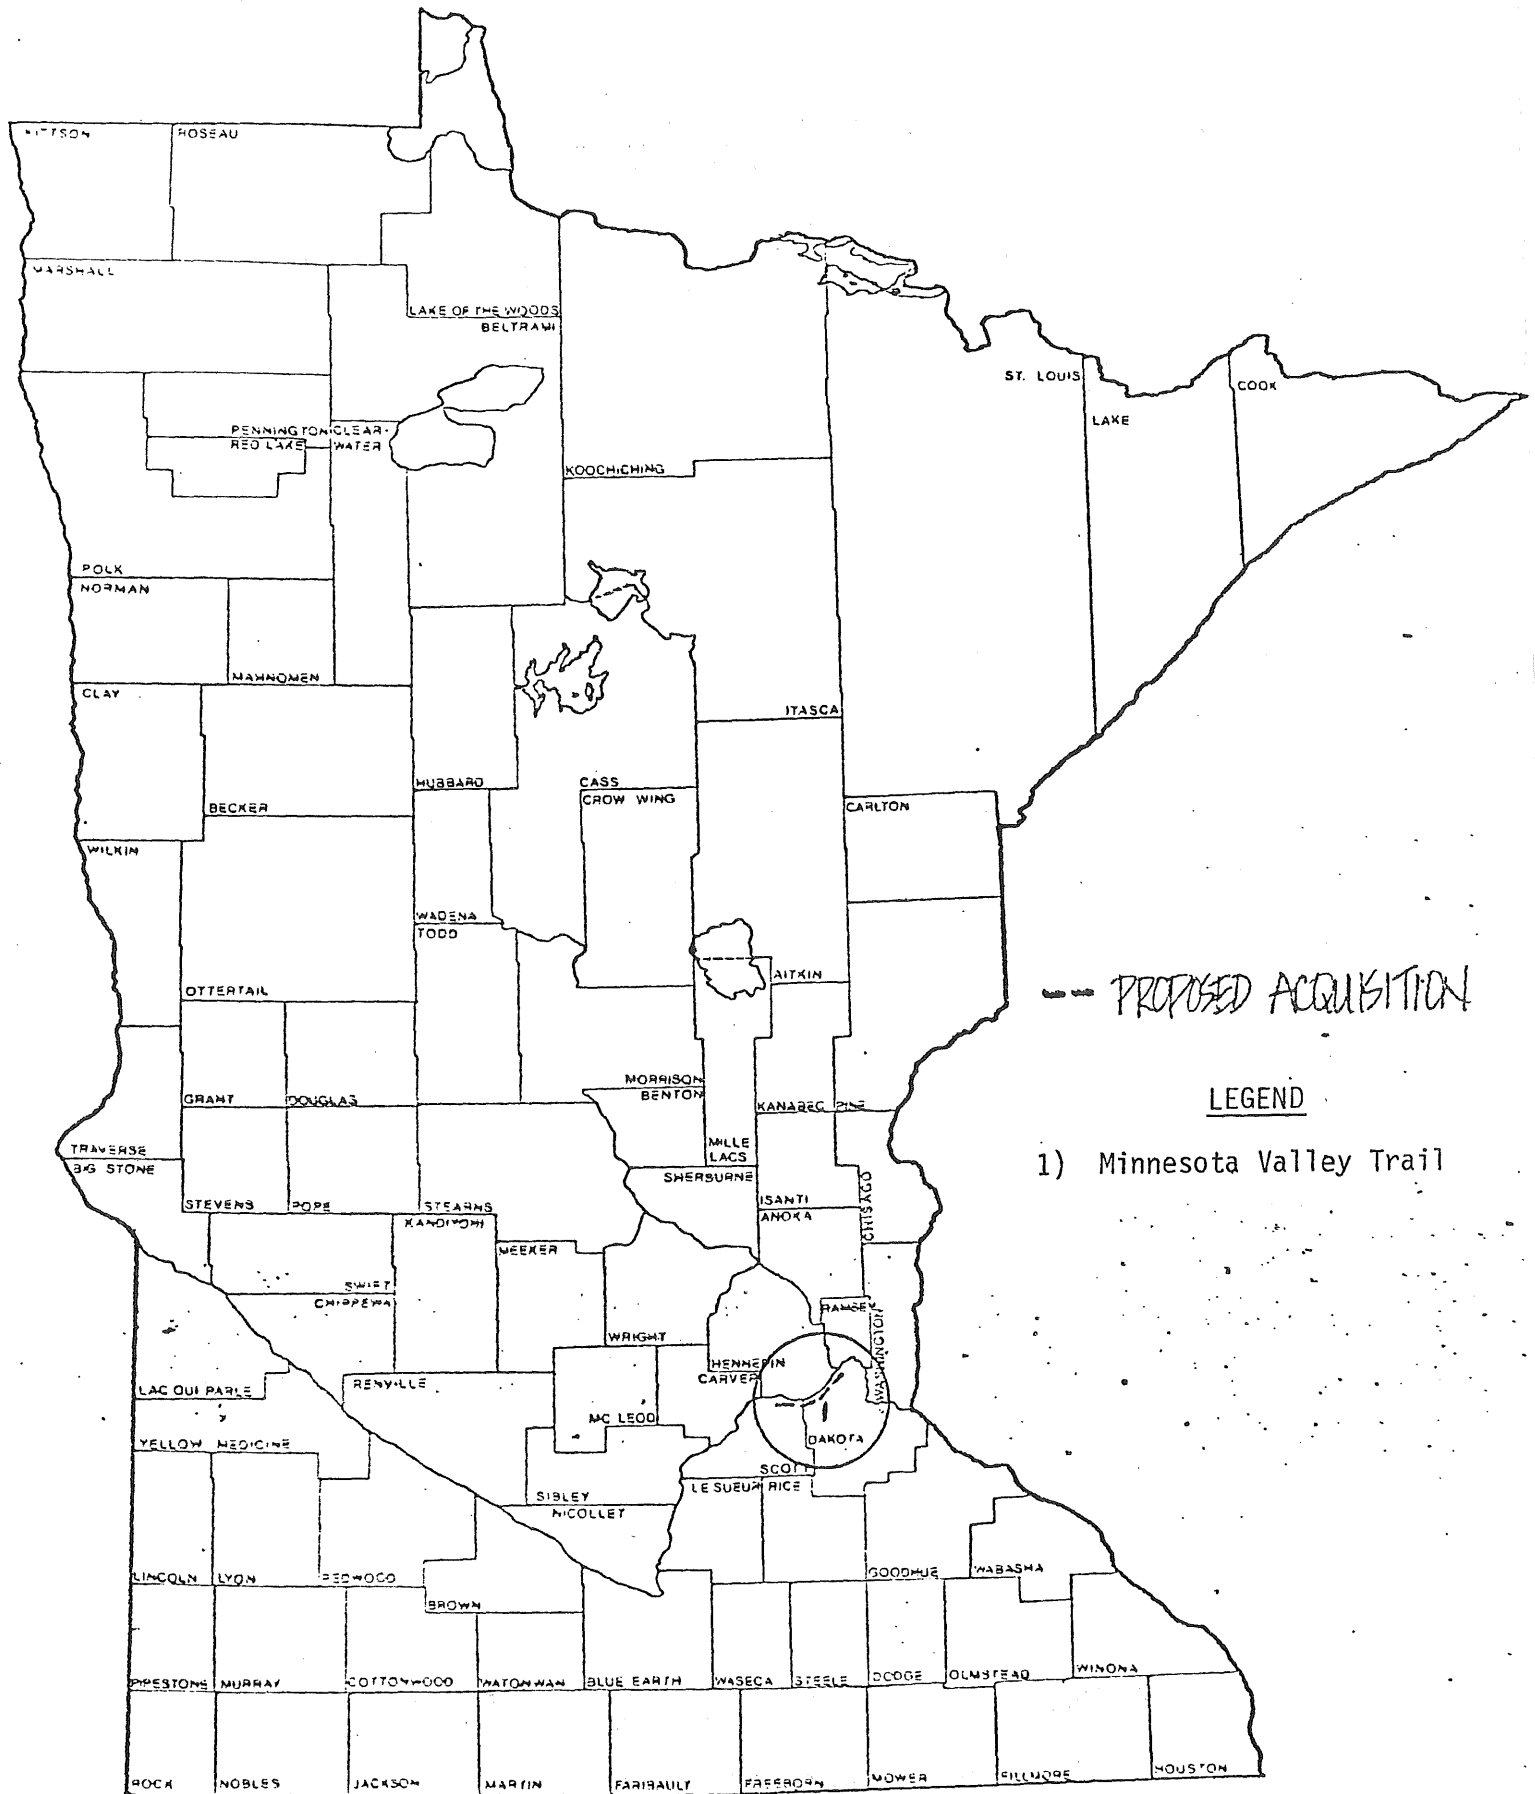 KITTSON ROSEAU
MARSHALL
LAKE OF THE WOODS
BELTRAMI
ST. LOUIS
COOK
LAKE
PENNINGTON CLEAR-
RED LAKE WATER
KOOCHICHING
POLK
NORMAN
MAHNOMEN
CLAY
ITASCA
HUBBARD CASS
CROW WING
CARLTON
BECKER
WILKIN
WADENA
TODD
AITKIN
OTTERTAIL
-- PROPOSED ACQUISITION
MORRISON
BENTON
GRANT DOUGLAS
KANABEC PINE
LEGEND
TRAVERSE
BIG STONE
MILLE
LACS
SHERBURNE
1) Minnesota Valley Trail
STEVENS POPE STEARNS
KANDIYOHI
ISANTI
ANOKA
CHISAGO
MEEKER
SWIFT
CHIPPEWA
RAMSEY
WASHINGTON
WRIGHT
HENNEPIN
CARVER
LAC QUI PARLE
RENVILLE
MC LEOD
YELLOW MEDICINE
DAKOTA
SCOTT
LE SUEUR RICE
SIBLEY
NICOLLET
LINCOLN LYON REDWOOD
GOODHUE WABASHA
BROWN
PIPESTONE MURRAY COTTONWOOD WATONWAN BLUE EARTH WASECA STEELE DODGE OLMSTEAD WINONA
ROCK NOBLES JACKSON MARTIN FARIBAULT FREEBORN MOWER FILLMORE HOUSTON